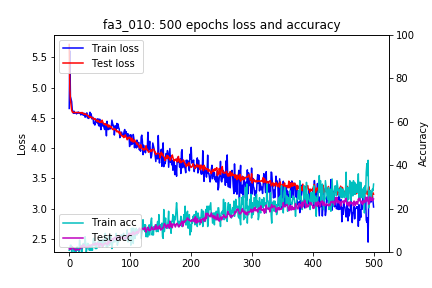 fa3_010: 500 epochs loss and accuracy
Train loss
Test loss
Train acc
Test acc
Loss
Accuracy
5.5
5.0
4.5
4.0
3.5
3.0
2.5
100
80
60
40
20
0
0 100 200 300 400 500